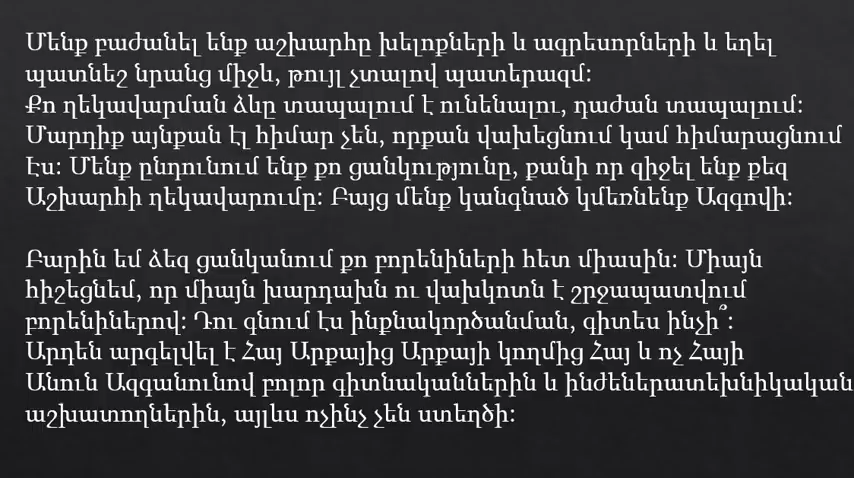 Մենք բաժանել ենք աշխարհը խելոքների և ագրեսորների և եղել
պատնեշ նրանց միջև, թույլ չտալով պատերազմ:
Քո ղեկավարման ձևը տապալում է ունենալու, դաժան տապալում:
Մարդիք այնքան էլ հիմար չեն, որքան վախեցնում կամ հիմարացնում
էս: Մենք ընդունում ենք քո ցանկությունը, քանի որ զիջել ենք քեզ
Աշխարհի ղեկավարումը: Բայց մենք կանգնած կմեռնենք Ազգովի:
Բարին եմ ձեզ ցանկանում քո բորենիների հետ միասին: Միայն
հիշեցնեմ, որ միայն խարդախն ու վախկոտն է շրջապատվում
բորենիներով: Դու գնում էս ինքնակործանման, գիտես ինչի՞:
Արդեն արգելվել է Հայ Արքայից Արքայի կողմից Հայ և ոչ Հայի
Անուն Ազգանունով բոլոր գիտնականներին և ինժեներատեխնիկական
աշխատողներին, այլևս ոչինչ չեն ստեղծի: